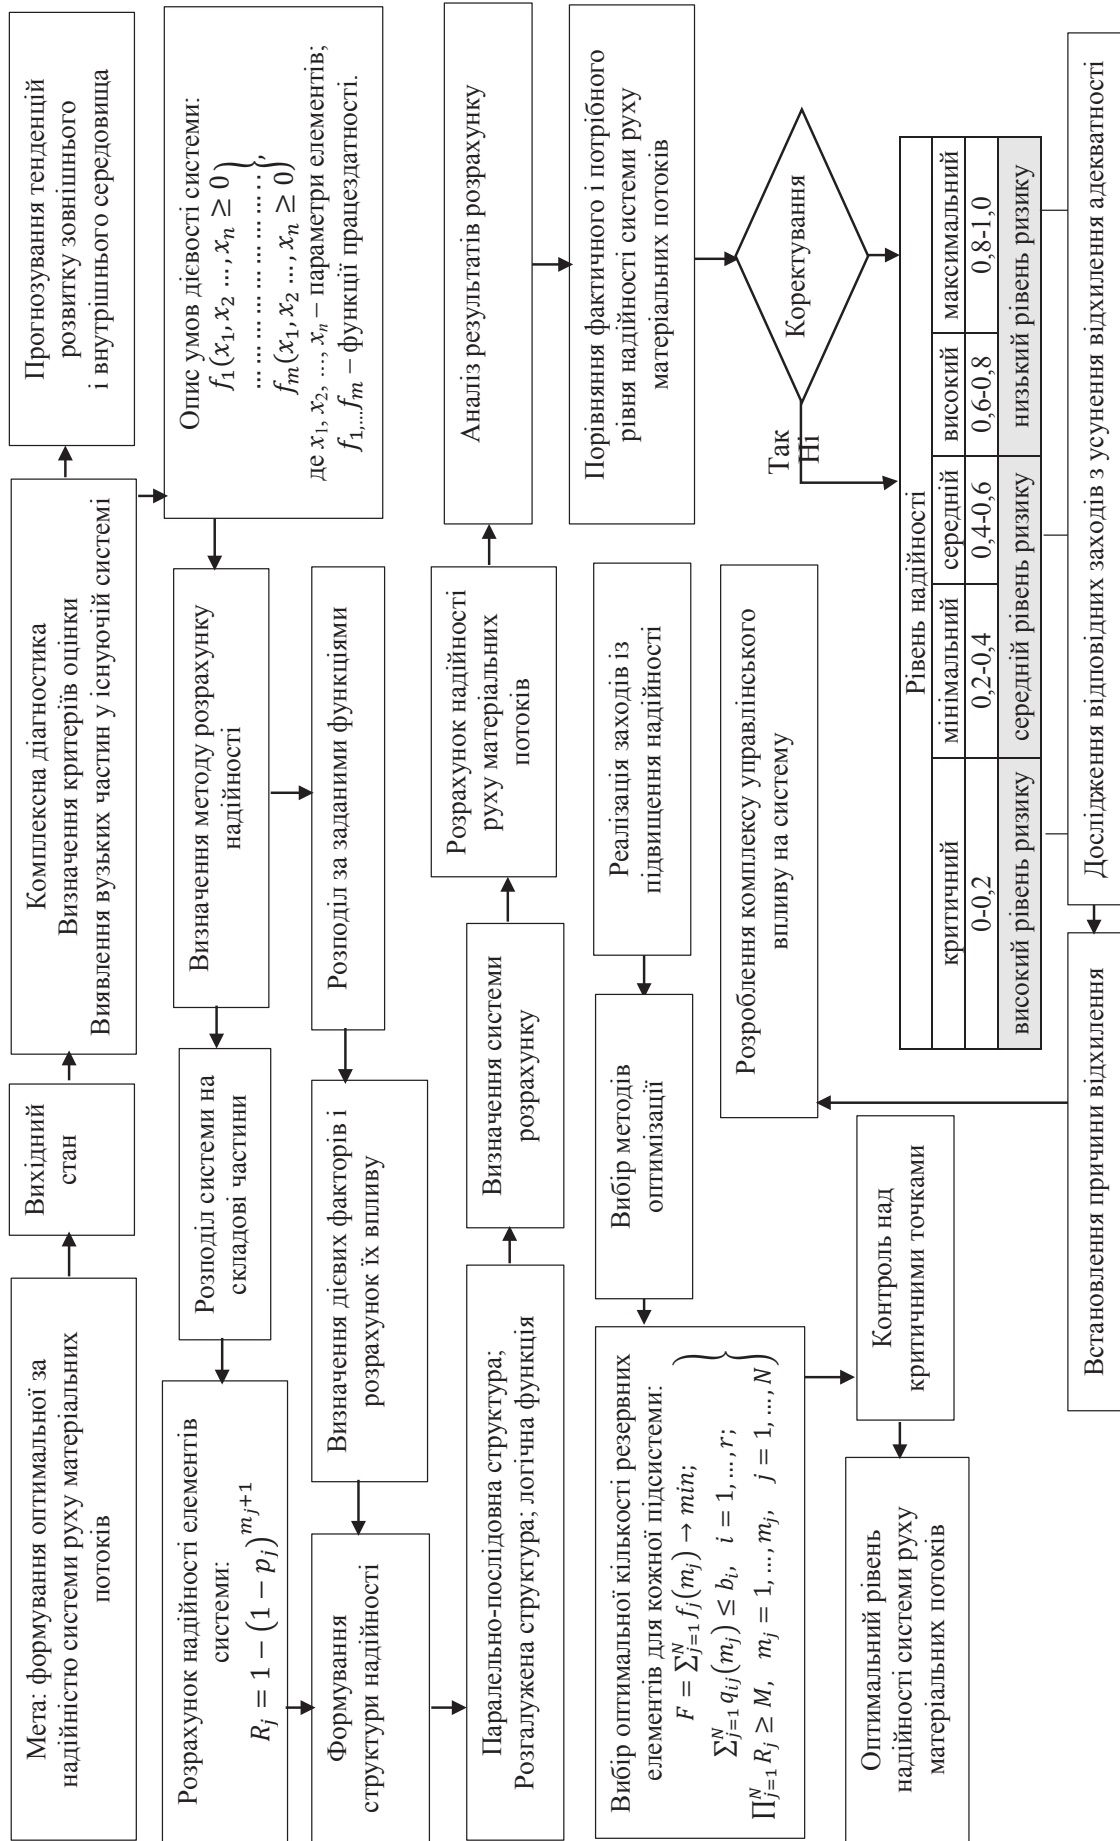 Мета: формування оптимальної за
надійністю системи руху матеріальних
потоків
Вихідний
стан
Комплексна діагностика
Визначення критеріїв оцінки
Виявлення вузьких частин у існуючій системі
Прогнозування тенденцій
розвитку зовнішнього
і внутрішнього середовища
Опис умов дієвості системи:
f₁(x₁, x₂ …, xₙ ≥ 0)
… … … … … … … … … },
fₘ(x₁, x₂ …, xₙ ≥ 0)
де x₁, x₂, …, xₙ – параметри елементів;
f₁,…fₘ – функції працездатності.
Визначення методу розрахунку
надійності
Розподіл системи на
складові частини
Розрахунок надійності елементів
системи:
Rⱼ = 1 − (1 − pⱼ)^{mⱼ+1}
Розподіл за заданими функціями
Визначення дієвих факторів і
розрахунок їх впливу
Формування
структури надійності
Паралельно-послідовна структура;
Розгалужена структура; логічна функція
Визначення системи
розрахунку
Розрахунок надійності
руху матеріальних
потоків
Аналіз результатів розрахунку
Порівняння фактичного і потрібного
рівня надійності системи руху
матеріальних потоків
Коректування
Так
Ні
Рівень надійності
критичний мінімальний середній високий максимальний
0-0,2 0,2-0,4 0,4-0,6 0,6-0,8 0,8-1,0
високий рівень ризику середній рівень ризику низький рівень ризику
Дослідження відповідних заходів з усунення відхилення адекватності
Встановлення причини відхилення
Розроблення комплексу управлінського
впливу на систему
Реалізація заходів із
підвищення надійності
Вибір методів
оптимізації
Вибір оптимальної кількості резервних
елементів для кожної підсистеми:
F = ∑ⱼ₌₁ᴺ fⱼ(mⱼ) → min;
∑ⱼ₌₁ᴺ qᵢⱼ(mⱼ) ≤ bᵢ, i = 1, …, r; }
∏ⱼ₌₁ᴺ Rⱼ ≥ M, mⱼ = 1, …, mⱼ, j = 1, …, N
Контроль над
критичними точками
Оптимальний рівень
надійності системи руху
матеріальних потоків